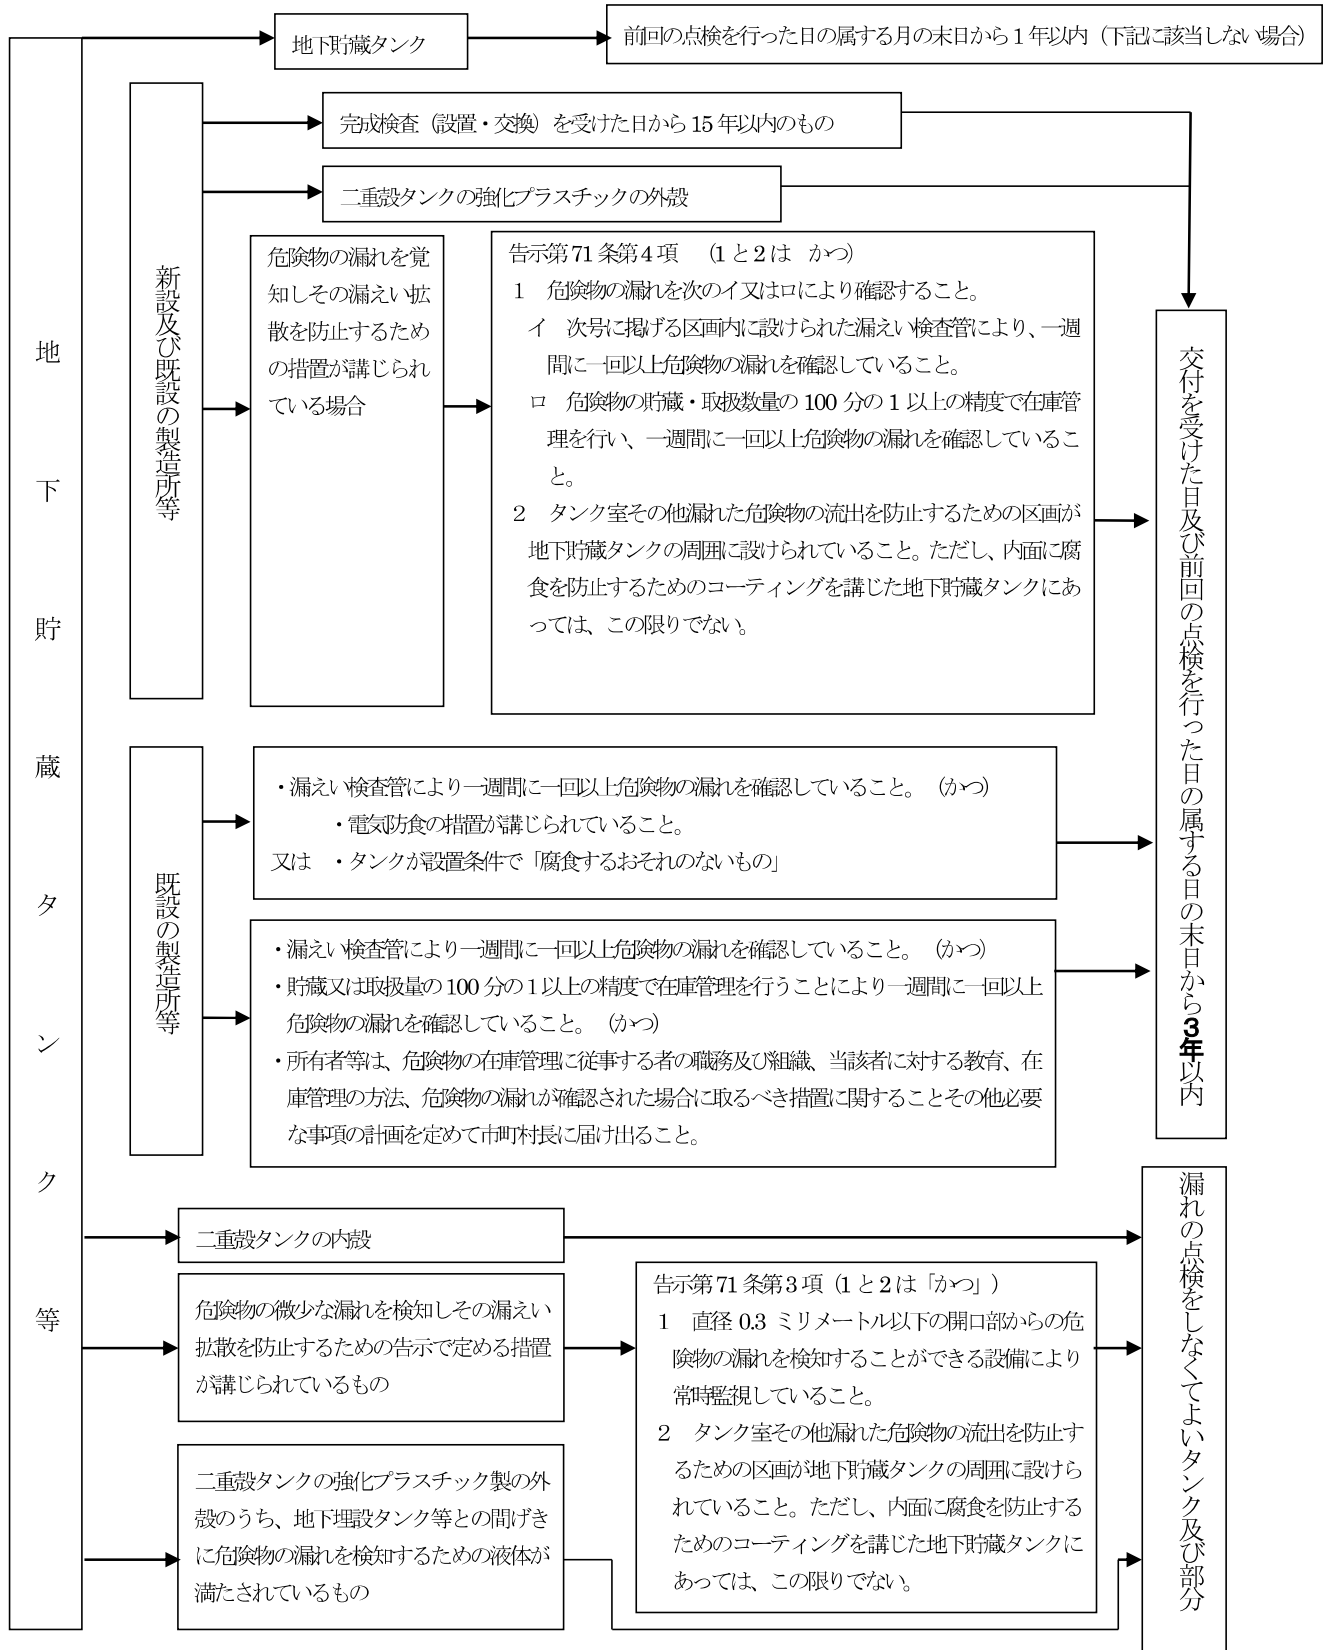 地下貯蔵タンク等
地下貯蔵タンク
前回の点検を行った日の属する月の末日から1年以内（下記に該当しない場合）
新設及び既設の製造所等
完成検査（設置・交換）を受けた日から15年以内のもの
二重殻タンクの強化プラスチックの外殻
危険物の漏れを覚
知しその漏えい拡
散を防止するため
の措置が講じられ
ている場合
告示第71条第4項　（1と2は　かつ）
1　危険物の漏れを次のイ又はロにより確認すること。
イ　次号に掲げる区画内に設けられた漏えい検査管により、一週
間に一回以上危険物の漏れを確認していること。
ロ　危険物の貯蔵・取扱数量の100分の1以上の精度で在庫管
理を行い、一週間に一回以上危険物の漏れを確認しているこ
と。
2　タンク室その他漏れた危険物の流出を防止するための区画が
地下貯蔵タンクの周囲に設けられていること。ただし、内面に腐
食を防止するためのコーティングを講じた地下貯蔵タンクにあ
っては、この限りでない。
交付を受けた日及び前回の点検を行った日の属する日の末日から3年以内
既設の製造所等
・漏えい検査管により一週間に一回以上危険物の漏れを確認していること。（かつ）
・電気防食の措置が講じられていること。
又は　・タンクが設置条件で「腐食するおそれのないもの」
・漏えい検査管により一週間に一回以上危険物の漏れを確認していること。（かつ）
・貯蔵又は取扱量の100分の1以上の精度で在庫管理を行うことにより一週間に一回以上
危険物の漏れを確認していること。（かつ）
・所有者等は、危険物の在庫管理に従事する者の職務及び組織、当該者に対する教育、在
庫管理の方法、危険物の漏れが確認された場合に取るべき措置に関することその他必要
な事項の計画を定めて市町村長に届け出ること。
二重殻タンクの内殻
危険物の微少な漏れを検知しその漏えい
拡散を防止するための告示で定める措置
が講じられているもの
告示第71条第3項（1と2は「かつ」）
1　直径0.3ミリメートル以下の開口部からの危
険物の漏れを検知することができる設備により
常時監視していること。
2　タンク室その他漏れた危険物の流出を防止す
るための区画が地下貯蔵タンクの周囲に設けら
れていること。ただし、内面に腐食を防止する
ためのコーティングを講じた地下貯蔵タンクに
あっては、この限りでない。
二重殻タンクの強化プラスチック製の外
殻のうち、地下埋設タンク等との間げき
に危険物の漏れを検知するための液体が
満たされているもの
漏れの点検をしなくてよいタンク及び部分